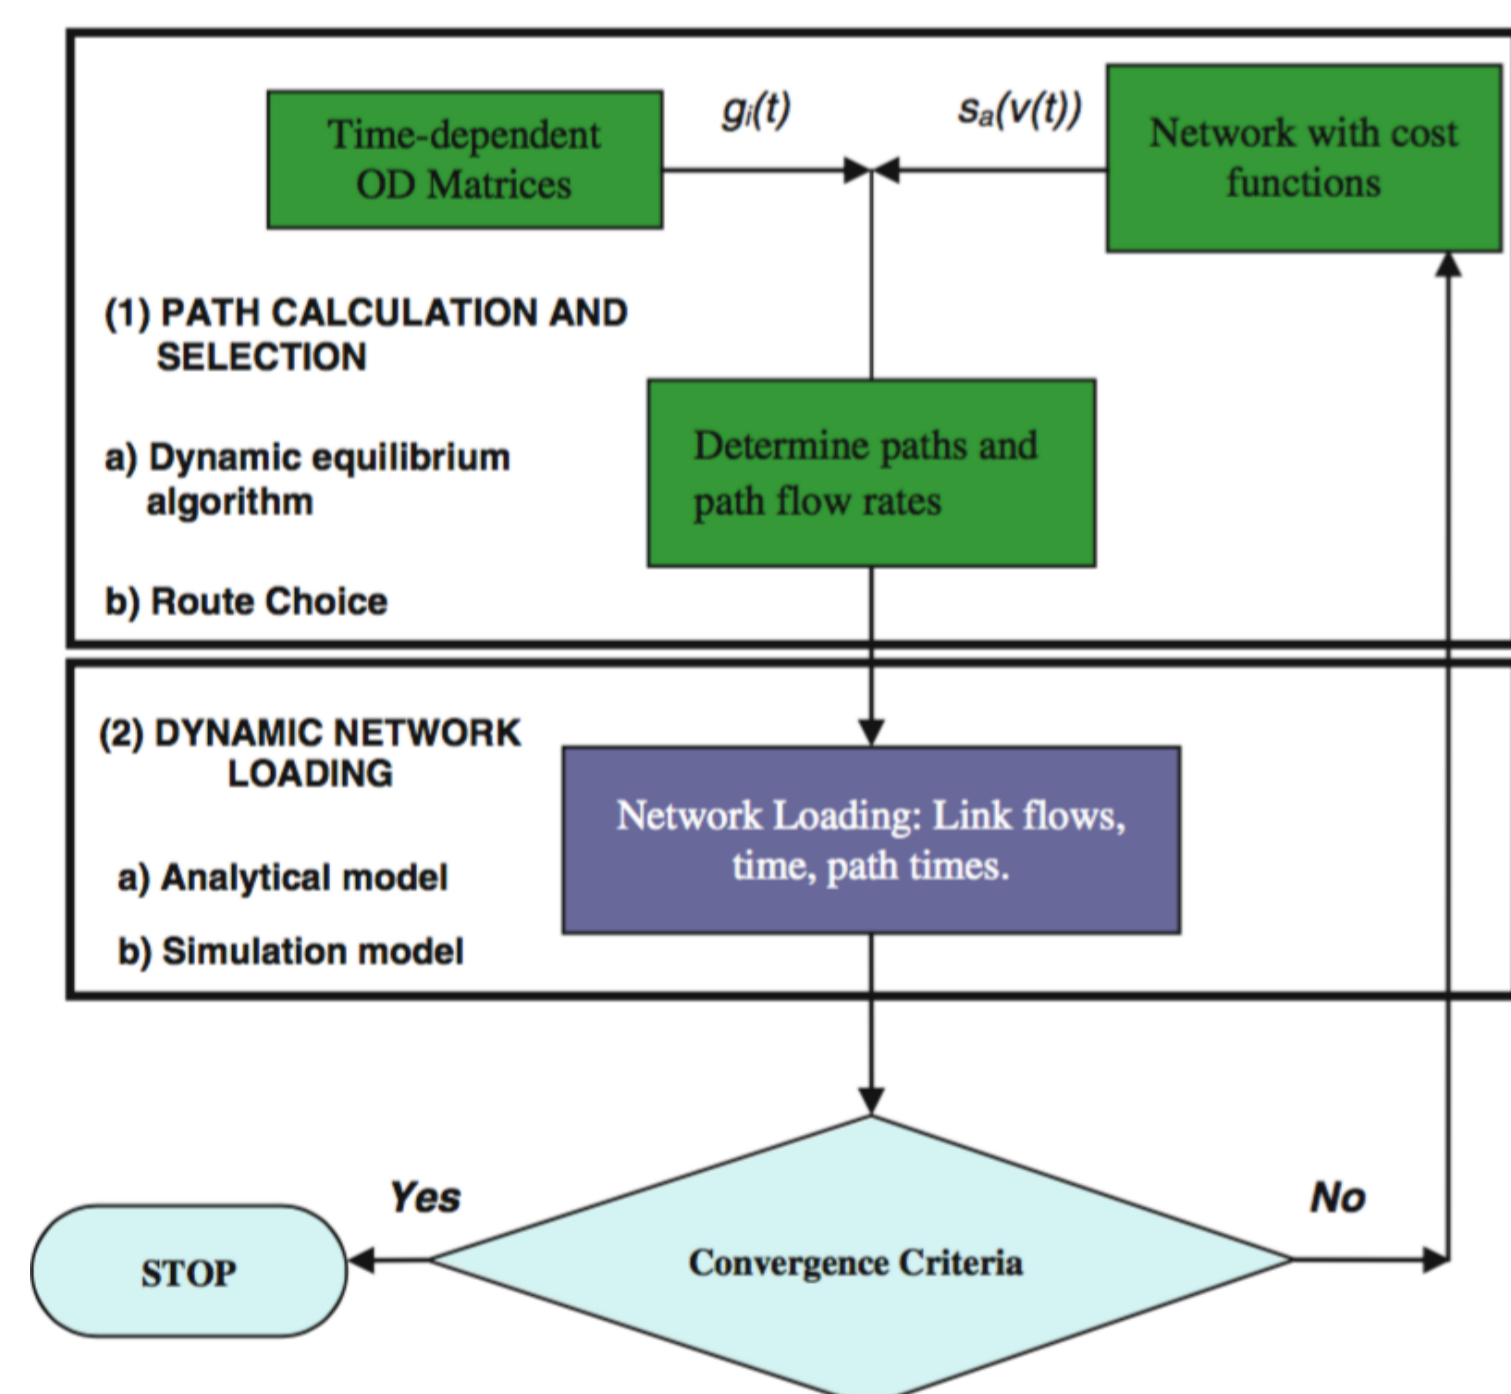 Time-dependent
OD Matrices
gᵢ(t)
sₐ(v(t))
Network with cost
functions
(1) PATH CALCULATION AND
SELECTION
a) Dynamic equilibrium
algorithm
b) Route Choice
Determine paths and
path flow rates
(2) DYNAMIC NETWORK
LOADING
a) Analytical model
b) Simulation model
Network Loading: Link flows,
time, path times.
Yes
No
STOP
Convergence Criteria